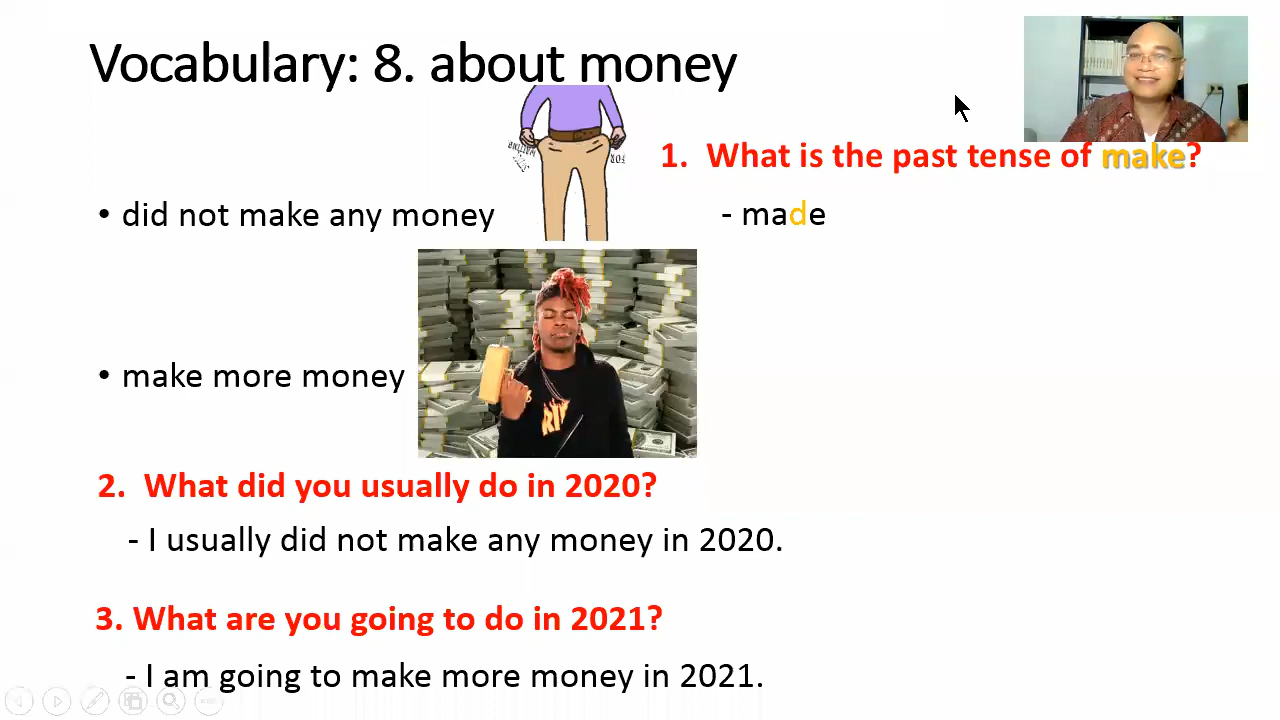 Vocabulary: 8. about money
1. What is the past tense of make?
• did not make any money
- made
• make more money
2. What did you usually do in 2020?
- I usually did not make any money in 2020.
3. What are you going to do in 2021?
- I am going to make more money in 2021.